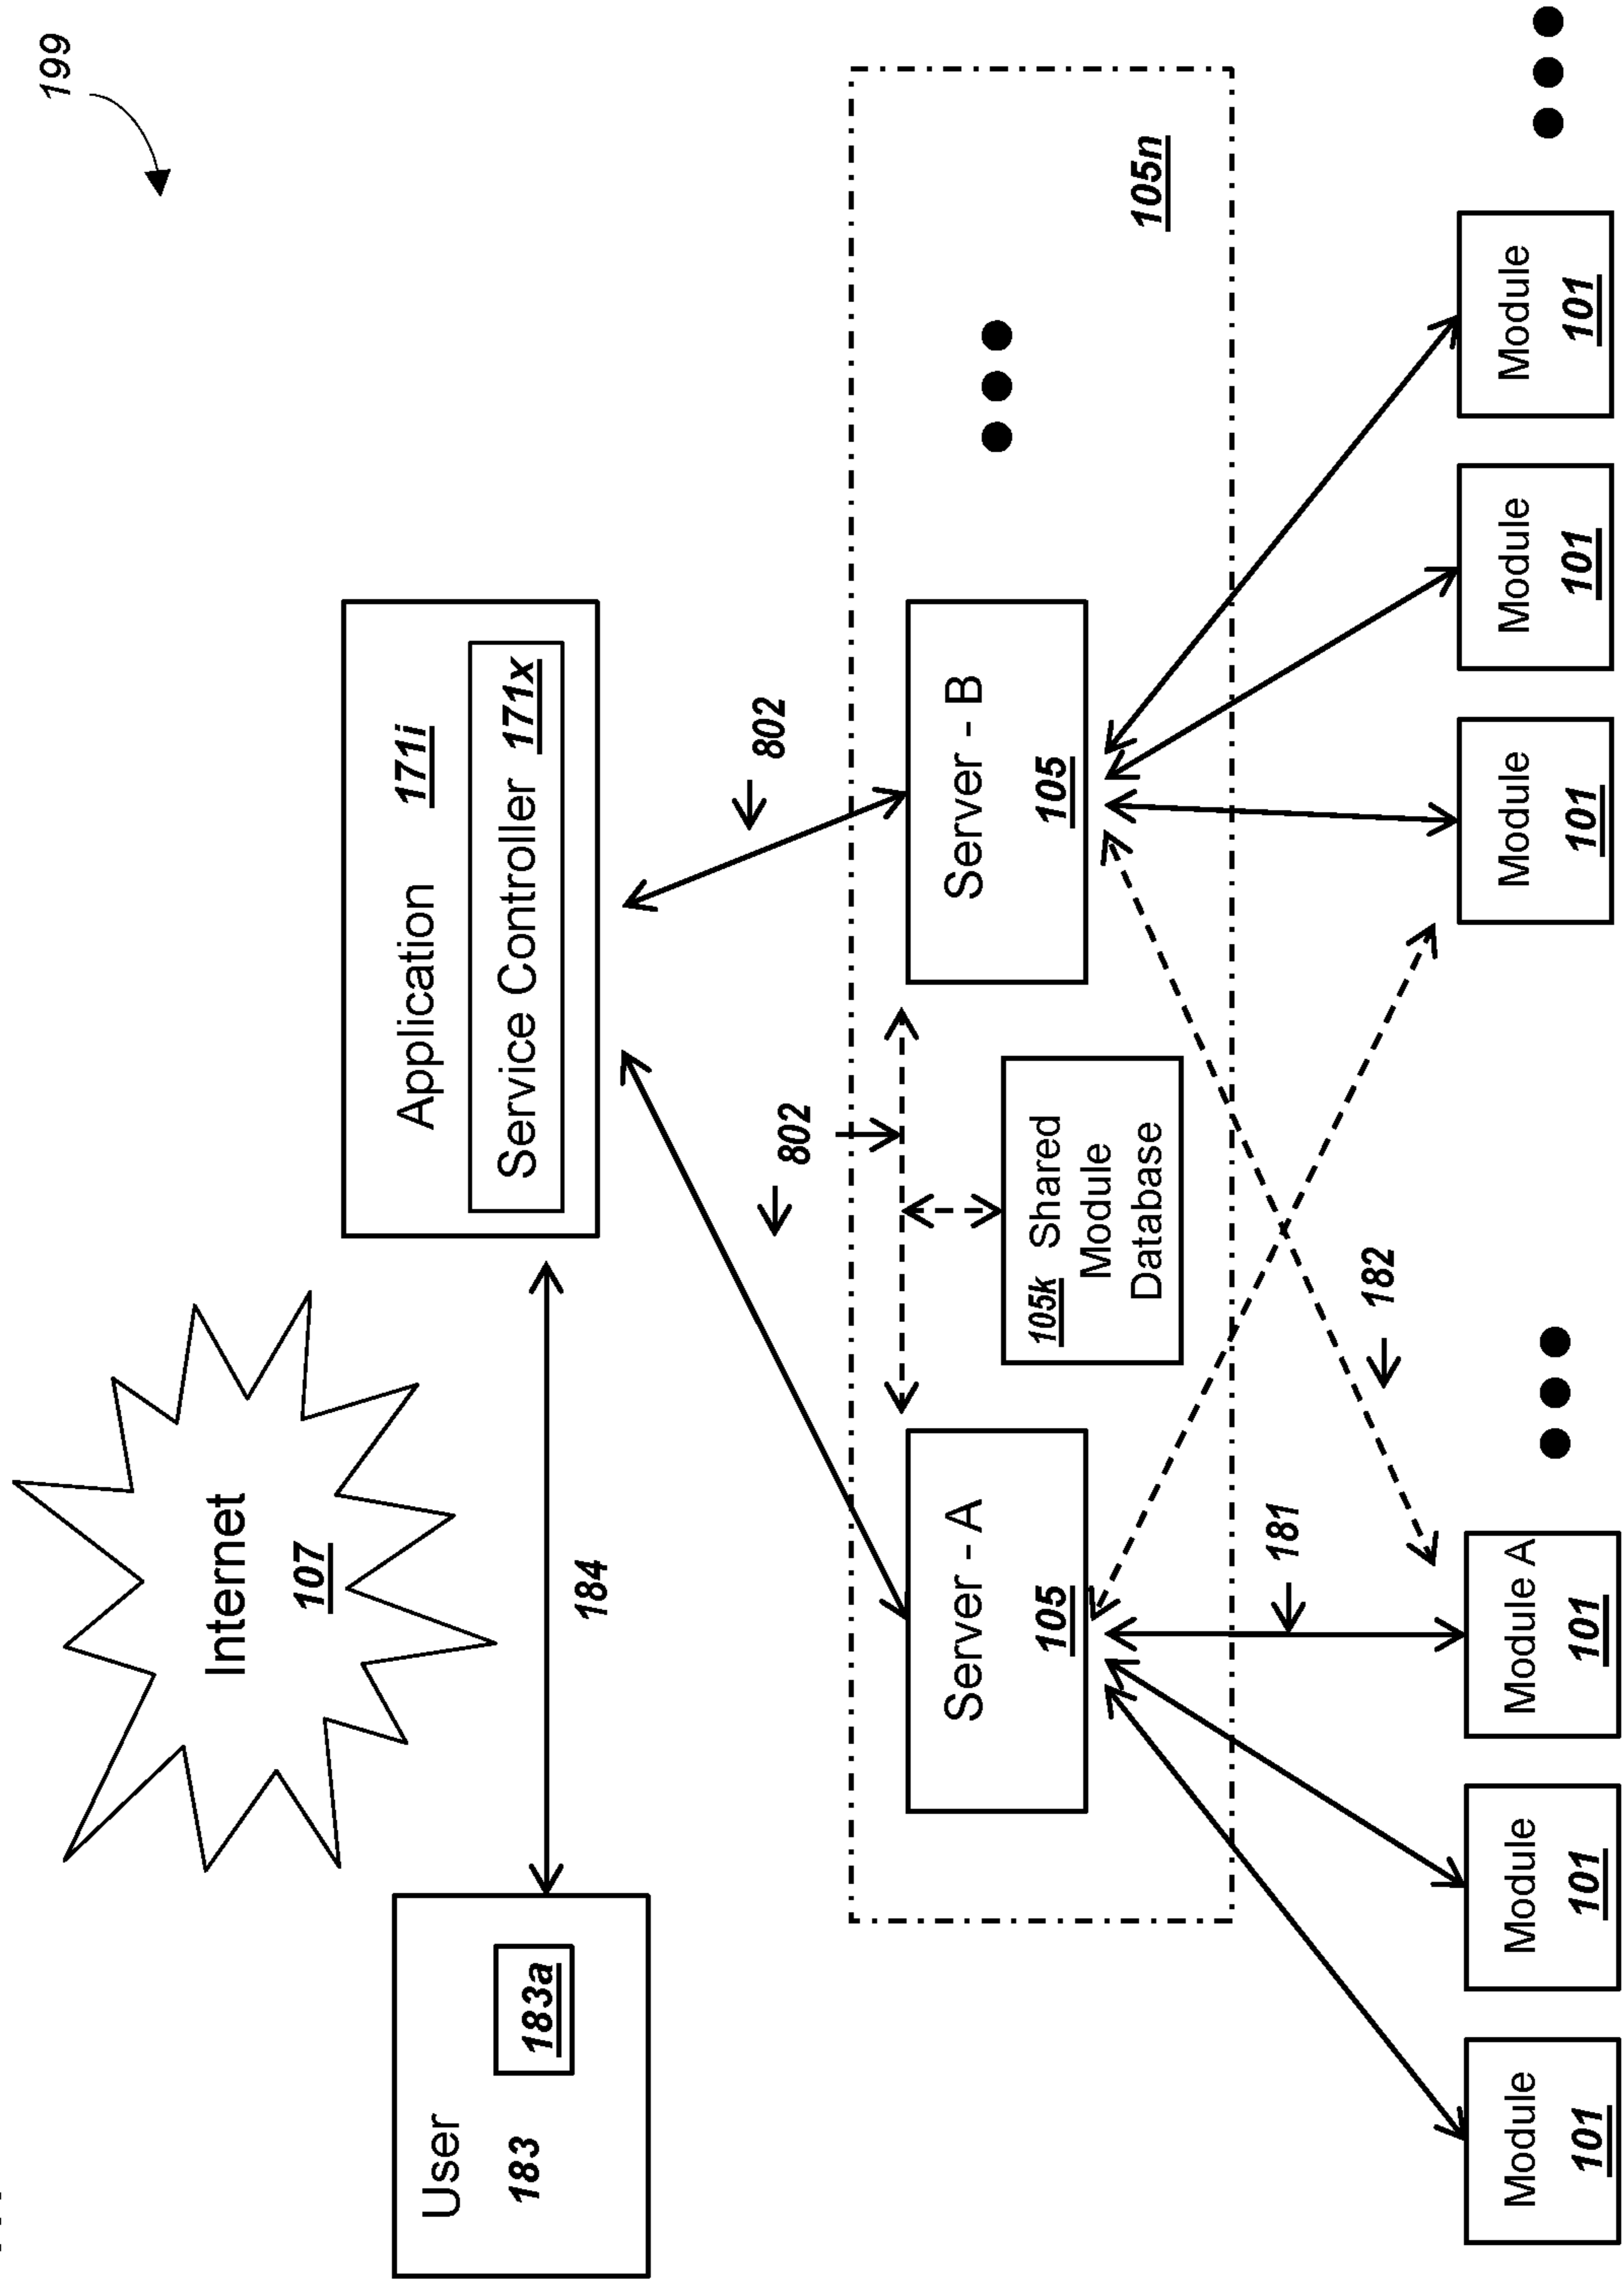 199
Internet
107
User
183
183a
184
Application 171i
Service Controller 171x
802
802
Server - A
105
Server - B
105
105k Shared
Module
Database
105n
181
182
Module
101
Module
101
Module A
101
Module
101
Module
101
Module
101